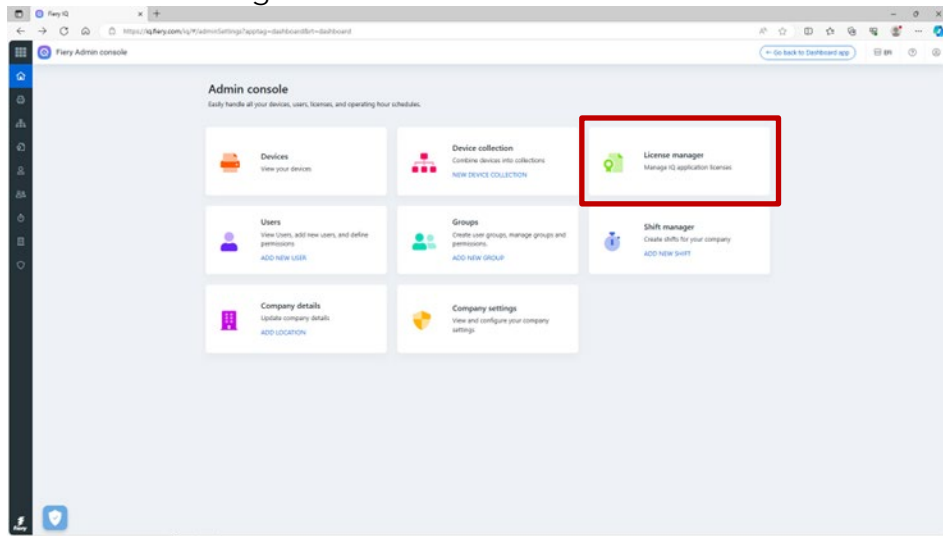 Fiery IQ
https://iq.fiery.com/iq/#/adminSettings?apptag=dashboard&rt=dashboard
Fiery Admin console
Go back to Dashboard app
EN
Admin console
Easily handle all your devices, users, licenses, and operating hour schedules.
Devices
View your devices
Device collection
Combine devices into collections
NEW DEVICE COLLECTION
License manager
Manage IQ application licenses
Users
View Users, add new users, and define
permissions
ADD NEW USER
Groups
Create user groups, manage groups and
permissions.
ADD NEW GROUP
Shift manager
Create shifts for your company
ADD NEW SHIFT
Company details
Update company details
ADD LOCATION
Company settings
View and configure your company
settings
Fiery